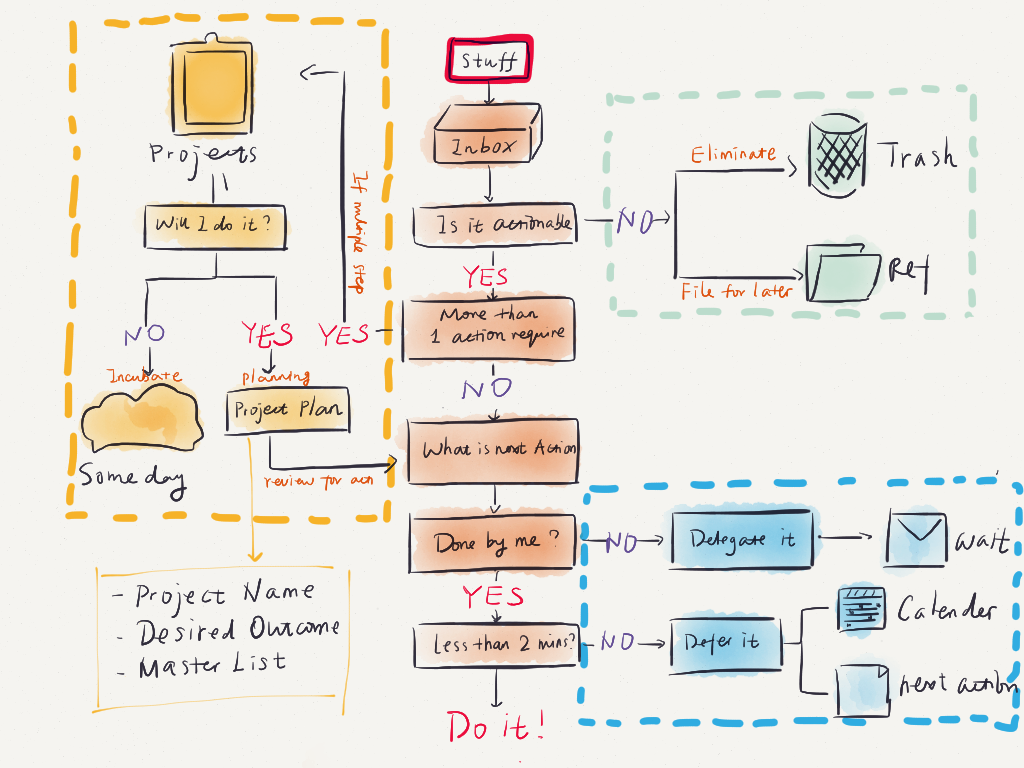 Stuff
Inbox
Is it actionable
NO
Eliminate
Trash
File for later
Ref
YES
More than
1 action require
YES
If multiple step
Projects
Will I do it?
NO
YES
Incubate
Someday
Planning
Project Plan
review for act
- Project Name
- Desired Outcome
- Master List
NO
What is next Action
Done by me ?
NO
Delegate it
wait
YES
Less than 2 mins?
NO
Defer it
Calender
next action
Do it!